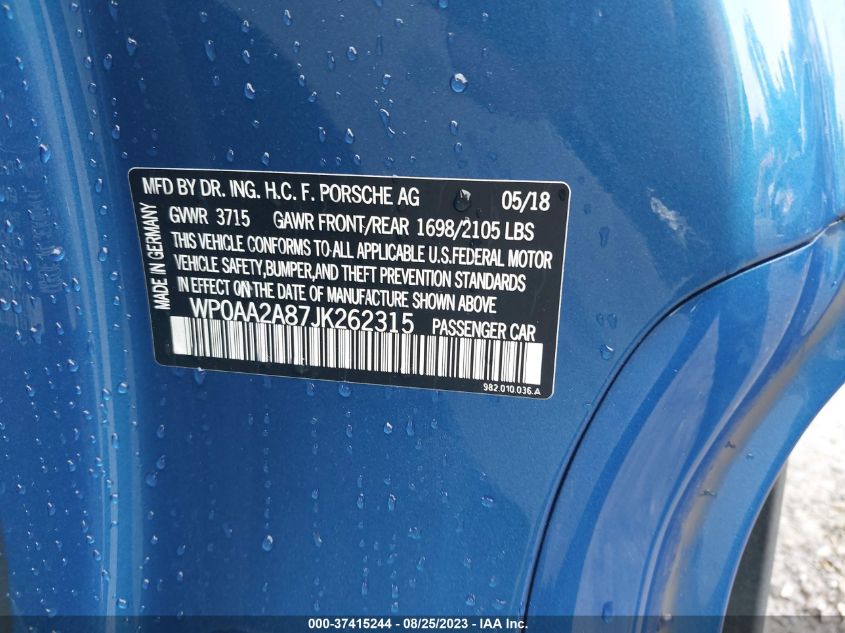 MFD BY DR. ING. H.C. F. PORSCHE AG 05/18
GVWR 3715 GAWR FRONT/REAR 1698/2105 LBS
THIS VEHICLE CONFORMS TO ALL APPLICABLE U.S.FEDERAL MOTOR
VEHICLE SAFETY,BUMPER,AND THEFT PREVENTION STANDARDS
IN EFFECT ON THE DATE OF MANUFACTURE SHOWN ABOVE
WP0AA2A87JK262315 PASSENGER CAR
982.010.036.A
MADE IN GERMANY
000-37415244 - 08/25/2023 - IAA Inc.